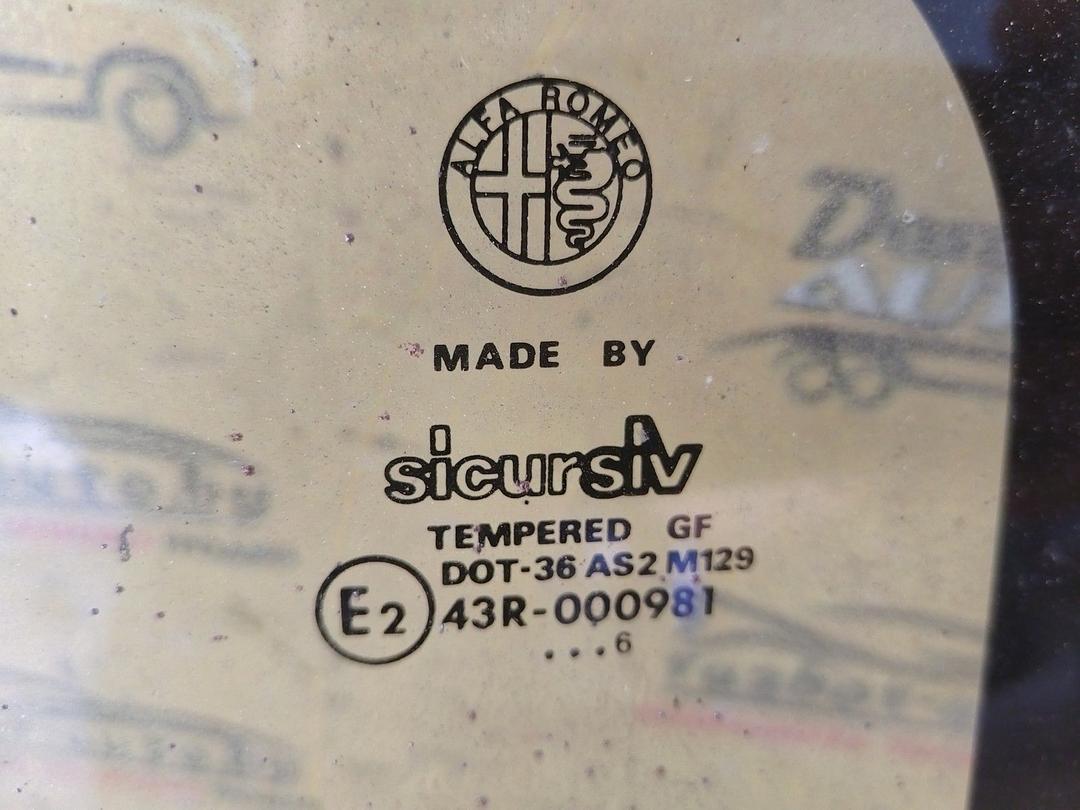 ALFA ROMEO
MADE BY
sicursiv
TEMPERED GF
DOT-36 AS2 M129
E2 43R-000981
...6